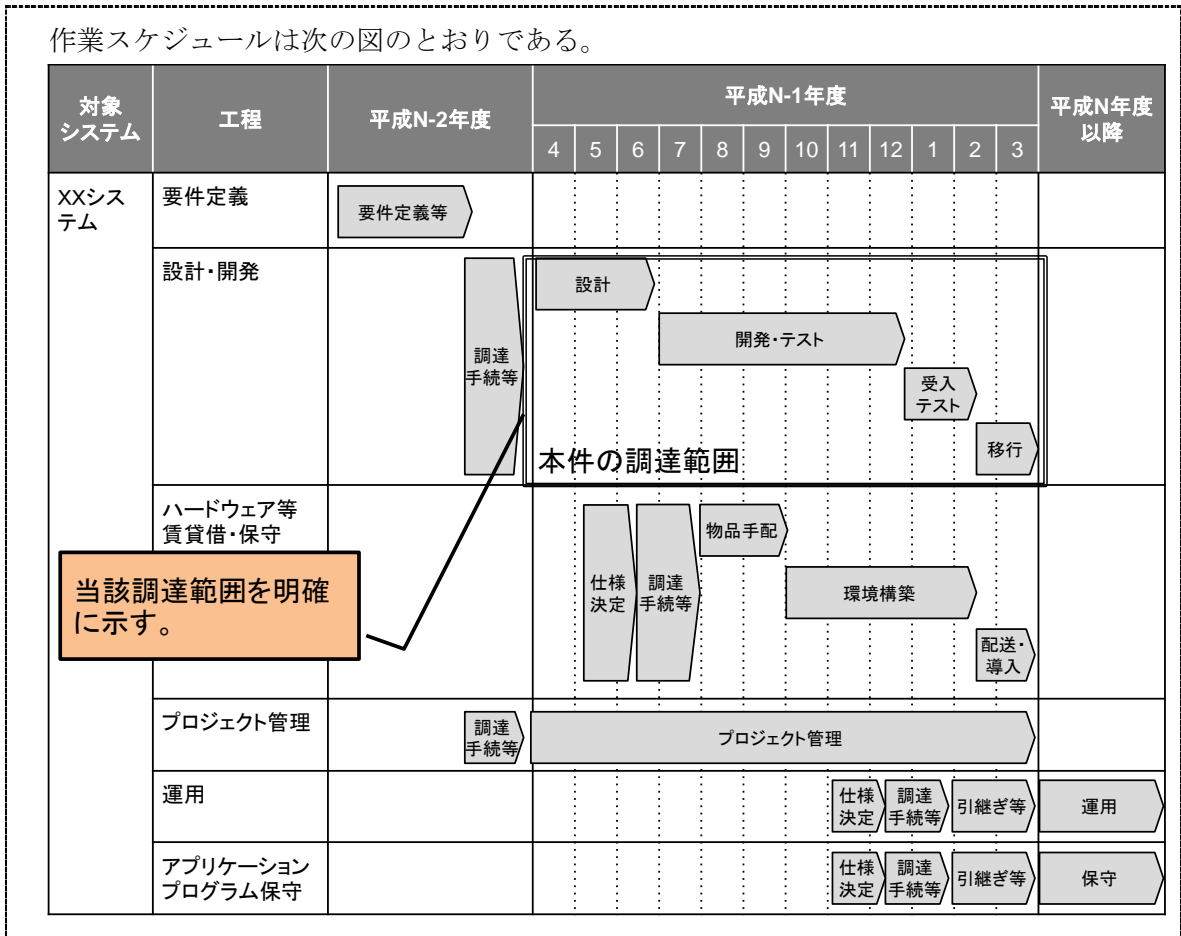 作業スケジュールは次の図のとおりである。
対象
システム
工程
平成N-2年度
平成N-1年度
平成N年度
以降
4 5 6 7 8 9 10 11 12 1 2 3
XXシス
テム
要件定義
要件定義等
設計・開発
調達
手続等
設計
開発・テスト
受入
テスト
移行
本件の調達範囲
ハードウェア等
賃貸借・保守
仕様
決定
調達
手続等
物品手配
環境構築
配送・
導入
当該調達範囲を明確
に示す。
プロジェクト管理
調達
手続等
プロジェクト管理
運用
仕様
決定
調達
手続等
引継ぎ等
運用
アプリケーション
プログラム保守
仕様
決定
調達
手続等
引継ぎ等
保守